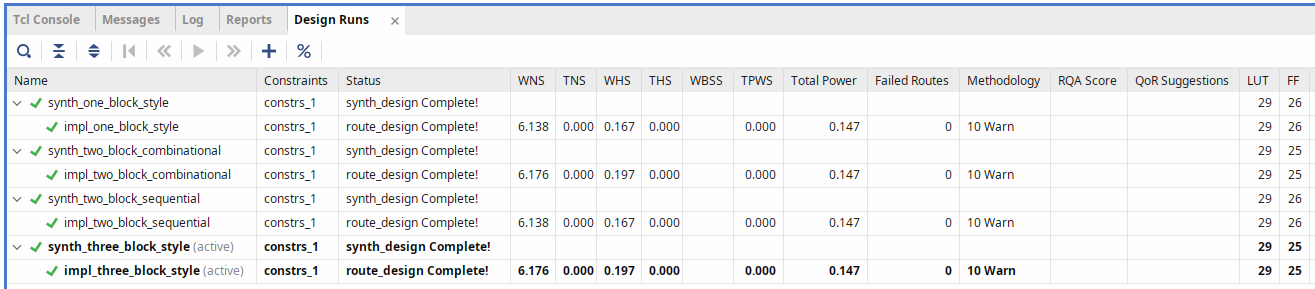 Tcl Console Messages Log Reports Design Runs ×
Name Constraints Status WNS TNS WHS THS WBSS TPWS Total Power Failed Routes Methodology RQA Score QoR Suggestions LUT FF
synth_one_block_style constrs_1 synth_design Complete! 29 26
impl_one_block_style constrs_1 route_design Complete! 6.138 0.000 0.167 0.000 0.000 0.147 0 10 Warn 29 26
synth_two_block_combinational constrs_1 synth_design Complete! 29 25
impl_two_block_combinational constrs_1 route_design Complete! 6.176 0.000 0.197 0.000 0.000 0.147 0 10 Warn 29 25
synth_two_block_sequential constrs_1 synth_design Complete! 29 26
impl_two_block_sequential constrs_1 route_design Complete! 6.138 0.000 0.167 0.000 0.000 0.147 0 10 Warn 29 26
synth_three_block_style (active) constrs_1 synth_design Complete! 29 25
impl_three_block_style (active) constrs_1 route_design Complete! 6.176 0.000 0.197 0.000 0.000 0.147 0 10 Warn 29 25